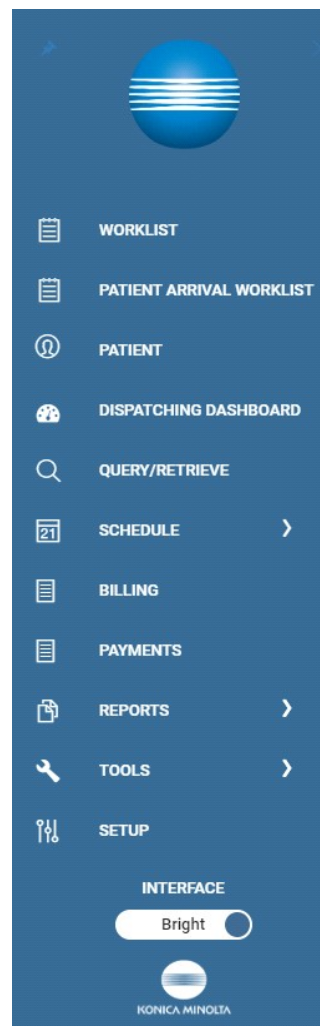 WORKLIST
PATIENT ARRIVAL WORKLIST
PATIENT
DISPATCHING DASHBOARD
QUERY/RETRIEVE
21 SCHEDULE
BILLING
PAYMENTS
REPORTS
TOOLS
SETUP
INTERFACE
Bright
KONICA MINOLTA